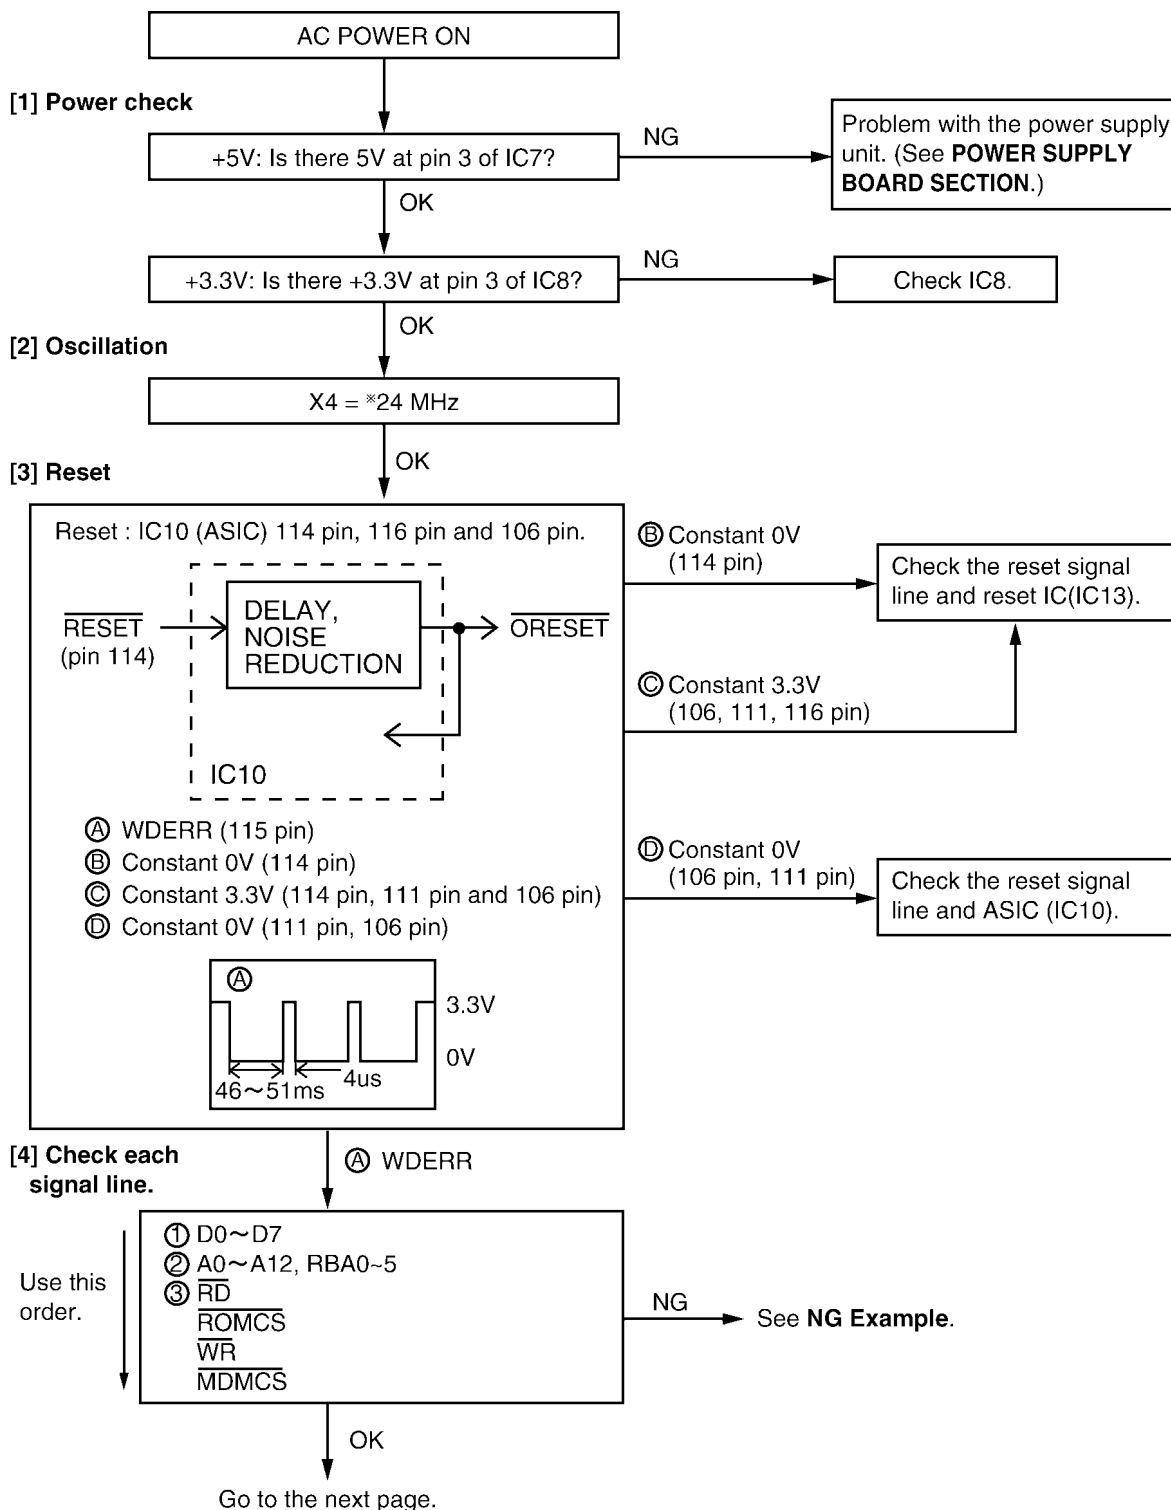 AC POWER ON
[1] Power check
+5V: Is there 5V at pin 3 of IC7?
NG
Problem with the power supply
unit. (See POWER SUPPLY
BOARD SECTION.)
OK
+3.3V: Is there +3.3V at pin 3 of IC8?
NG
Check IC8.
OK
[2] Oscillation
X4 = *24 MHz
OK
[3] Reset
Reset : IC10 (ASIC) 114 pin, 116 pin and 106 pin.
RESET
(pin 114)
DELAY,
NOISE
REDUCTION
ORESET
IC10
Ⓐ WDERR (115 pin)
Ⓑ Constant 0V (114 pin)
Ⓒ Constant 3.3V (114 pin, 111 pin and 106 pin)
Ⓓ Constant 0V (111 pin, 106 pin)
Ⓐ
3.3V
0V
46～51ms
4us
Ⓑ Constant 0V
(114 pin)
Check the reset signal
line and reset IC(IC13).
Ⓒ Constant 3.3V
(106, 111, 116 pin)
Ⓓ Constant 0V
(106 pin, 111 pin)
Check the reset signal
line and ASIC (IC10).
[4] Check each
signal line.
Ⓐ WDERR
Use this
order.
① D0～D7
② A0～A12, RBA0~5
③ RD
ROMCS
WR
MDMCS
NG
See NG Example.
OK
Go to the next page.